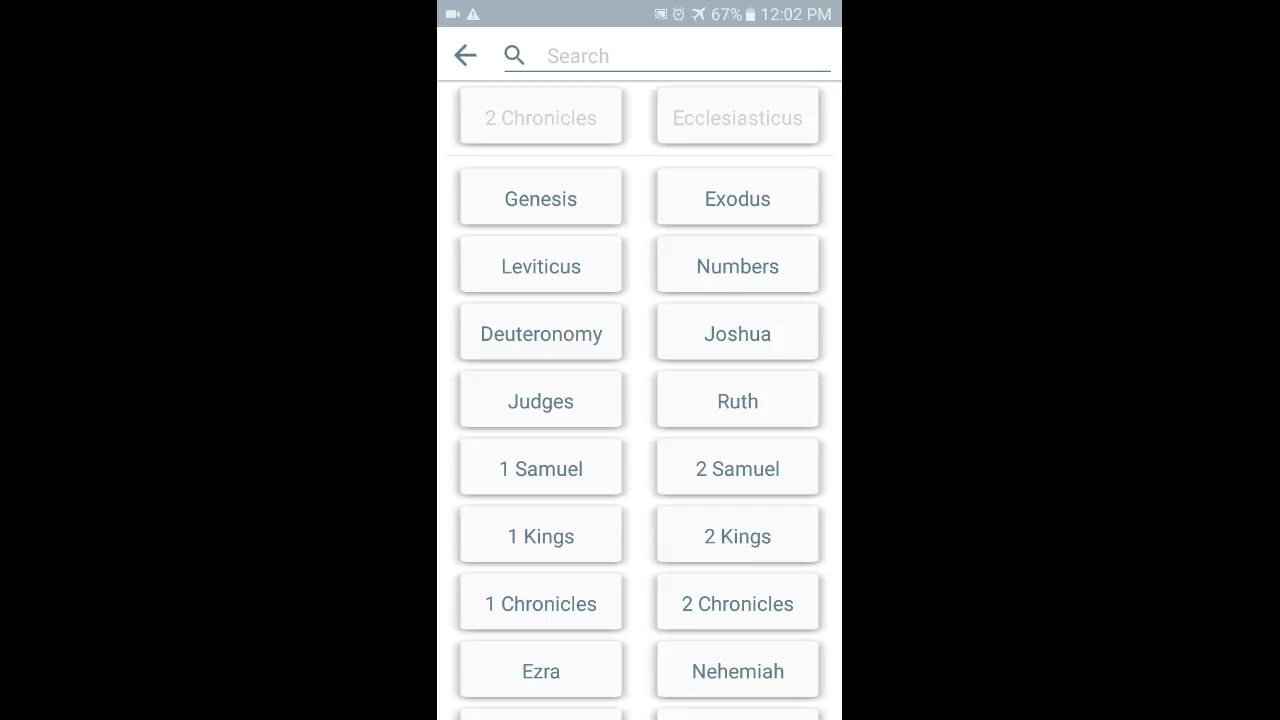 67% 12:02 PM
Search
2 Chronicles Ecclesiasticus
Genesis Exodus
Leviticus Numbers
Deuteronomy Joshua
Judges Ruth
1 Samuel 2 Samuel
1 Kings 2 Kings
1 Chronicles 2 Chronicles
Ezra Nehemiah